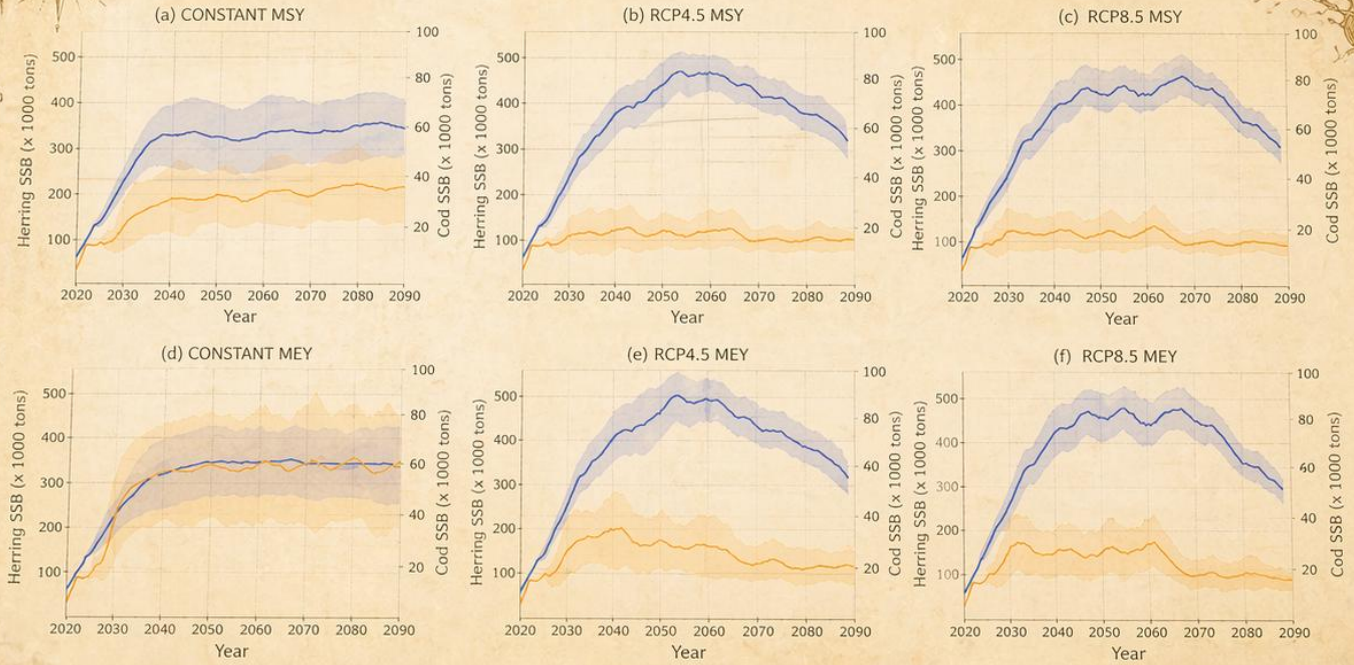 (a) CONSTANT MSY
(b) RCP4.5 MSY
(c) RCP8.5 MSY
Herring SSB (x 1000 tons)
500
400
300
200
100
100
80
60
40
20
Cod SSB (x 1000 tons)
2020 2030 2040 2050 2060 2070 2080 2090
Year
Herring SSB (x 1000 tons)
500
400
300
200
100
100
80
60
40
20
Cod SSB (x 1000 tons)
2020 2030 2040 2050 2060 2070 2080 2090
Year
Herring SSB (x 1000 tons)
500
400
300
200
100
100
80
60
40
20
Cod SSB (x 1000 tons)
2020 2030 2040 2050 2060 2070 2080 2090
Year
(d) CONSTANT MEY
(e) RCP4.5 MEY
(f) RCP8.5 MEY
Herring SSB (x 1000 tons)
500
400
300
200
100
100
80
60
40
20
Cod SSB (x 1000 tons)
2020 2030 2040 2050 2060 2070 2080 2090
Year
Herring SSB (x 1000 tons)
500
400
300
200
100
100
80
60
40
20
Cod SSB (x 1000 tons)
2020 2030 2040 2050 2060 2070 2080 2090
Year
Herring SSB (x 1000 tons)
500
400
300
200
100
100
80
60
40
20
Cod SSB (x 1000 tons)
2020 2030 2040 2050 2060 2070 2080 2090
Year